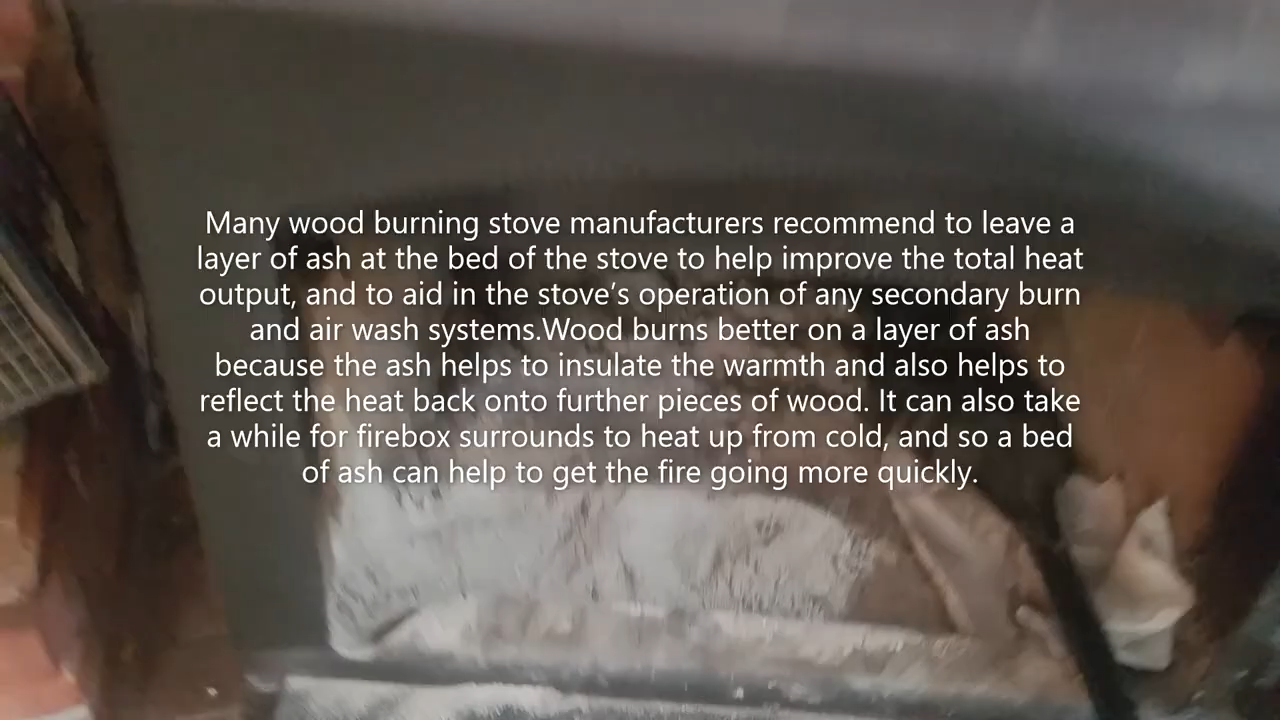 Many wood burning stove manufacturers recommend to leave a
layer of ash at the bed of the stove to help improve the total heat
output, and to aid in the stove’s operation of any secondary burn
and air wash systems.Wood burns better on a layer of ash
because the ash helps to insulate the warmth and also helps to
reflect the heat back onto further pieces of wood. It can also take
a while for firebox surrounds to heat up from cold, and so a bed
of ash can help to get the fire going more quickly.